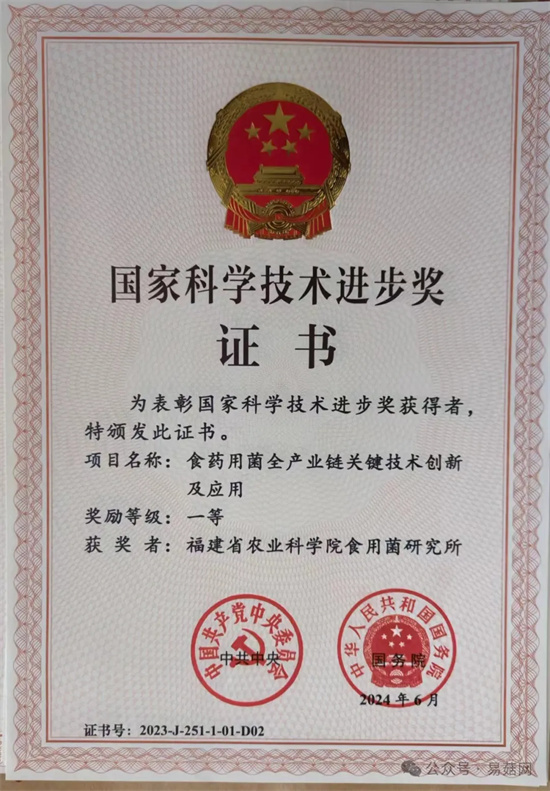 国家科学技术进步奖
证书
为表彰国家科学技术进步奖获得者，
特颁发此证书。
项目名称：食药用菌全产业链关键技术创新
及应用
奖励等级：一等
获奖者：福建省农业科学院食用菌研究所
中国共产党中央委员会
中共中央
中华人民共和国国务院
国务院
2024年6月
证书号：2023-J-251-1-01-D02
公众号·易菇网